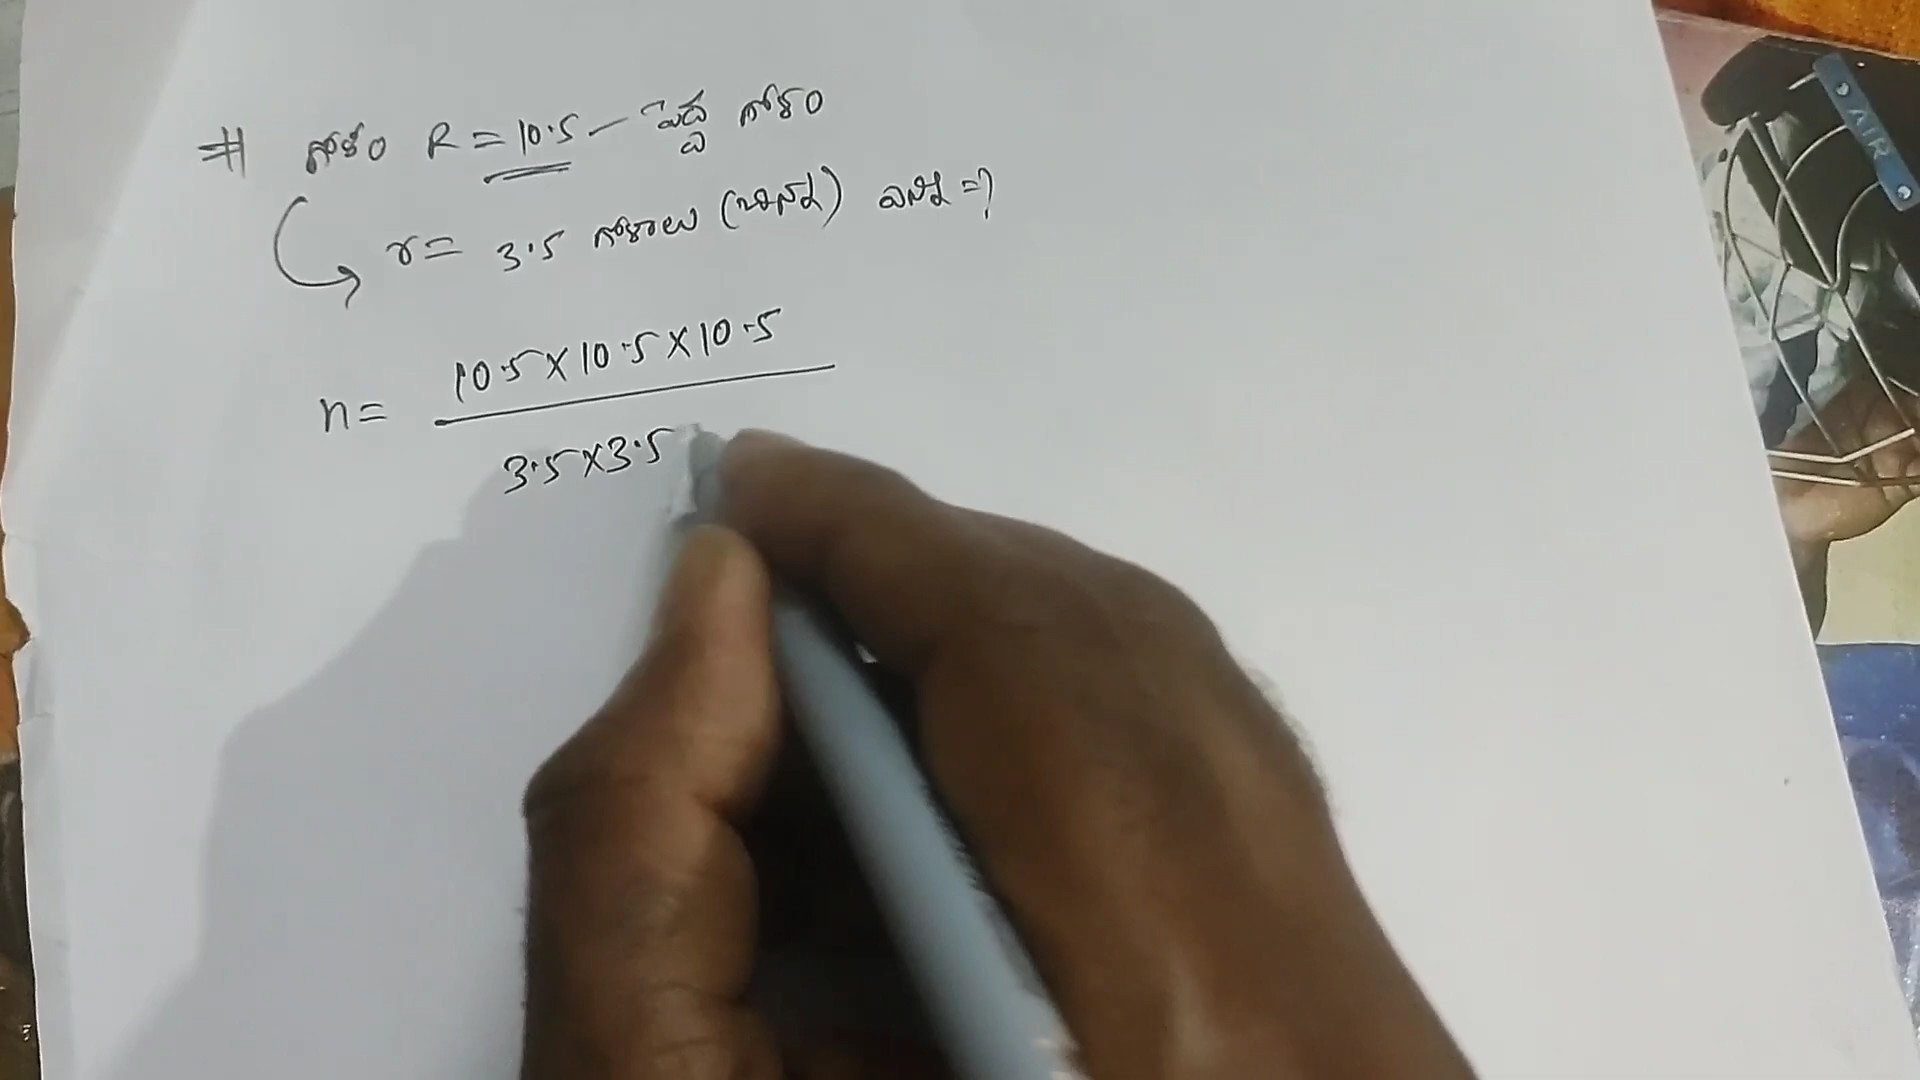 # గోళం R = 10.5 — పెద్ద గోళం
r = 3.5 గోళాలు (చిన్న) ఎన్ని = ?
n = 10.5 × 10.5 × 10.5
3.5 × 3.5
AIR